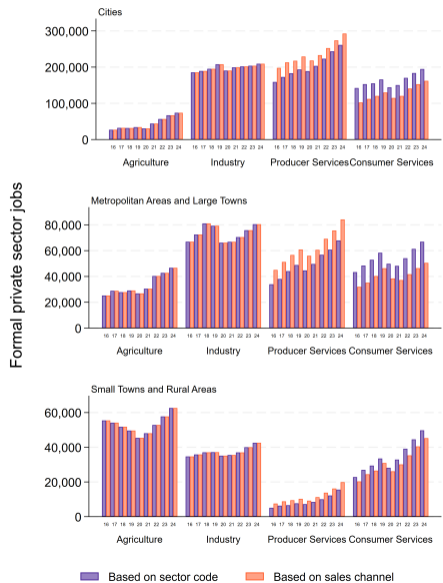 Formal private sector jobs
Cities
300,000
200,000
100,000
0
16 17 18 19 20 21 22 23 24 16 17 18 19 20 21 22 23 24 16 17 18 19 20 21 22 23 24 16 17 18 19 20 21 22 23 24
Agriculture Industry Producer Services Consumer Services
Metropolitan Areas and Large Towns
80,000
60,000
40,000
20,000
0
16 17 18 19 20 21 22 23 24 16 17 18 19 20 21 22 23 24 16 17 18 19 20 21 22 23 24 16 17 18 19 20 21 22 23 24
Agriculture Industry Producer Services Consumer Services
Small Towns and Rural Areas
60,000
40,000
20,000
0
16 17 18 19 20 21 22 23 24 16 17 18 19 20 21 22 23 24 16 17 18 19 20 21 22 23 24 16 17 18 19 20 21 22 23 24
Agriculture Industry Producer Services Consumer Services
Based on sector code Based on sales channel